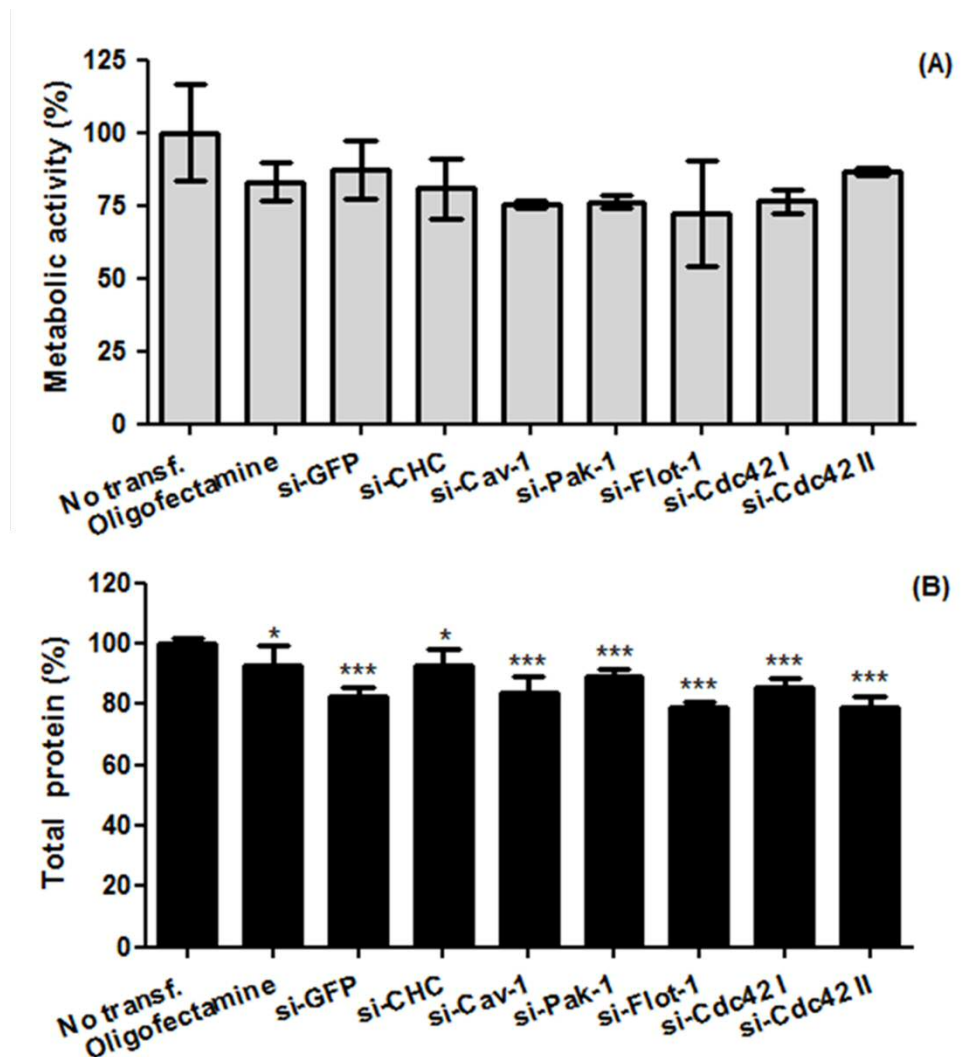 (A)
Metabolic activity (%)
125
100
75
50
25
0
No transf.
Oligofectamine
si-GFP
si-CHC
si-Cav-1
si-Pak-1
si-Flot-1
si-Cdc42 I
si-Cdc42 II
(B)
Total protein (%)
120
100
80
60
40
20
0
*
***
*
***
***
***
***
***
No transf.
Oligofectamine
si-GFP
si-CHC
si-Cav-1
si-Pak-1
si-Flot-1
si-Cdc42 I
si-Cdc42 II